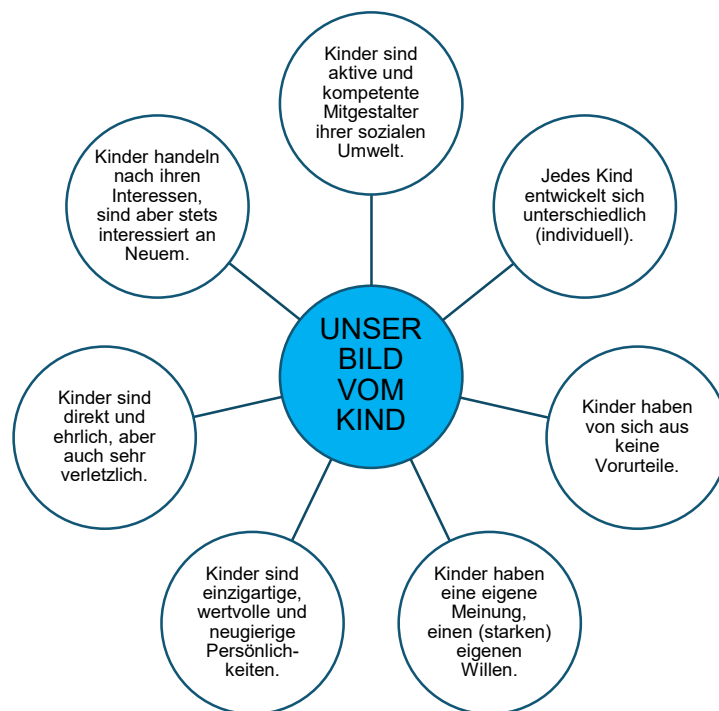 Kinder sind
aktive und
kompetente
Mitgestalter
ihrer sozialen
Umwelt.
Jedes Kind
entwickelt sich
unterschiedlich
(individuell).
Kinder haben
von sich aus
keine
Vorurteile.
Kinder haben
eine eigene
Meinung,
einen (starken)
eigenen
Willen.
Kinder sind
einzigartige,
wertvolle und
neugierige
Persönlich-
keiten.
Kinder sind
direkt und
ehrlich, aber
auch sehr
verletzlich.
Kinder handeln
nach ihren
Interessen,
sind aber stets
interessiert an
Neuem.
UNSER
BILD
VOM
KIND